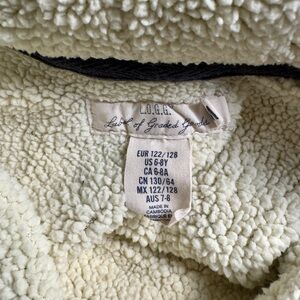 L.O.G.G.
Label of Graded Goods
EUR 122/128
US 6-8Y
CA 6-8A
CN 130/64
MX 122/128
AUS 7-8
MADE IN
CAMBODIA